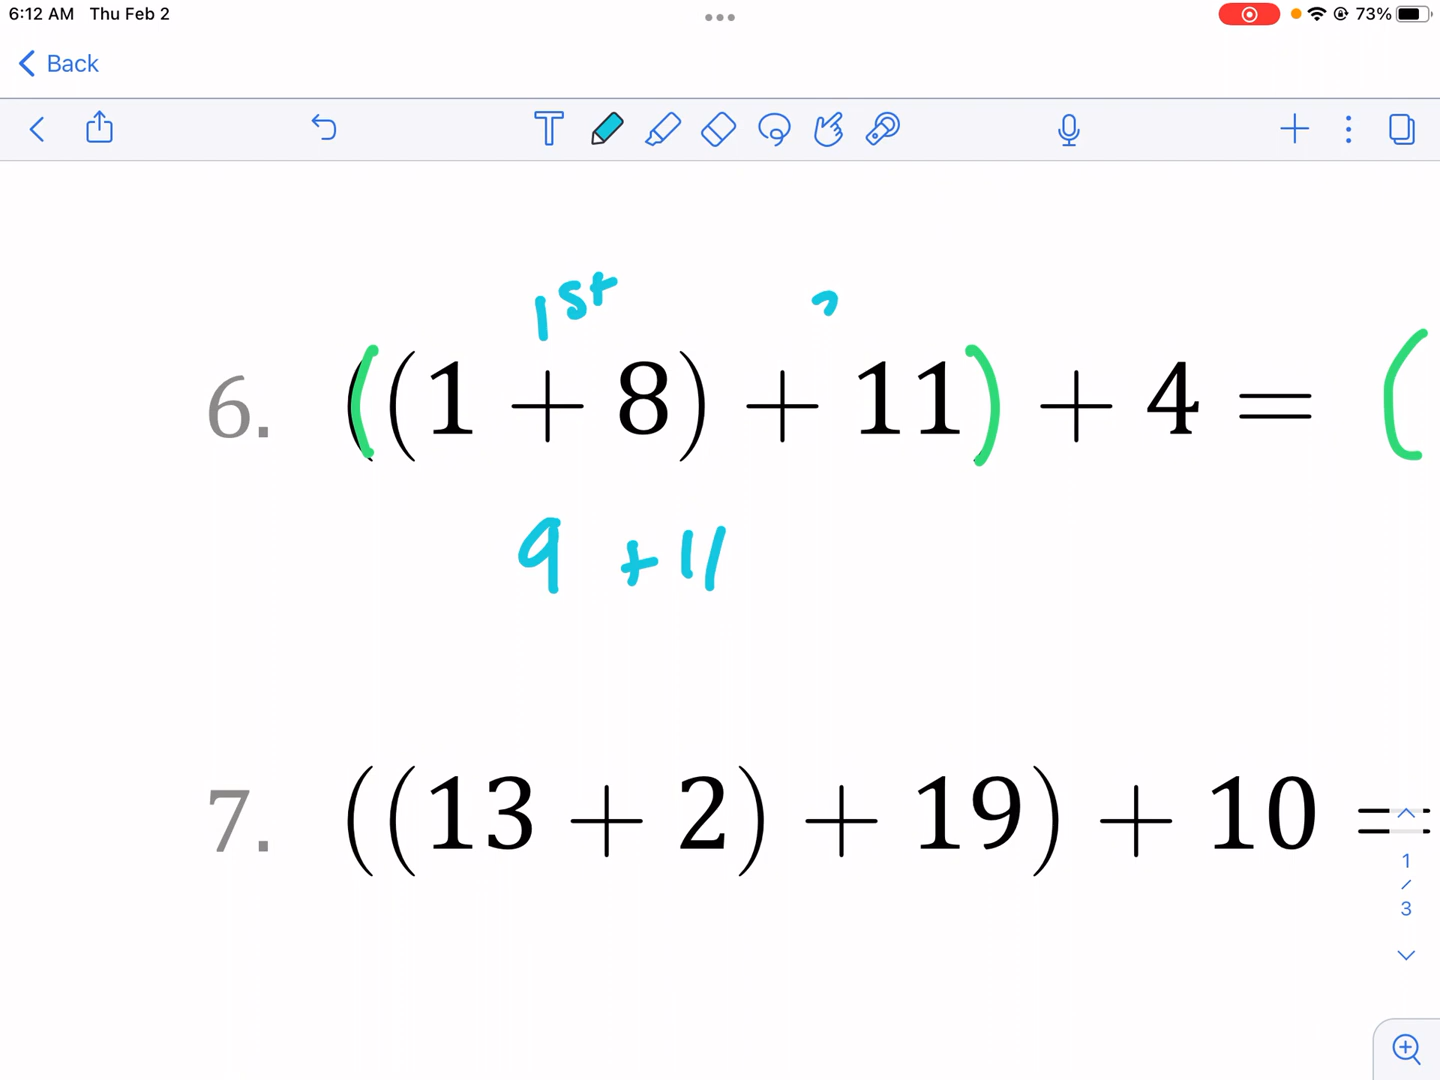 6:12 AM Thu Feb 2
73%
Back
1st
6. ((1 + 8) + 11) + 4 = (
9 + 11
7. ((13 + 2) + 19) + 10 =
1
/
3